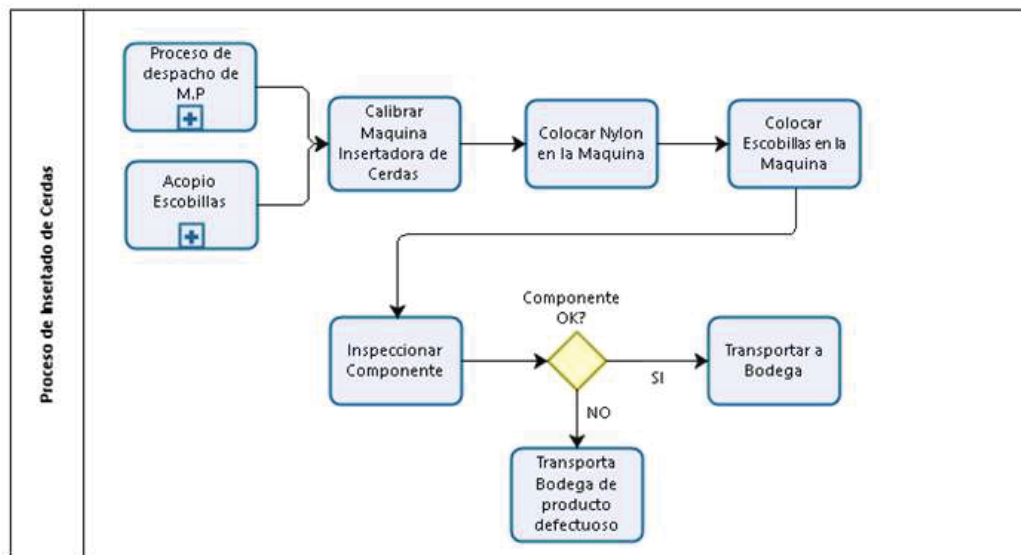 Proceso de Insertado de Cerdas
Proceso de
despacho de
M.P
Acopio
Escobillas
Calibrar
Maquina
Insertadora de
Cerdas
Colocar Nylon
en la Maquina
Colocar
Escobillas en la
Maquina
Inspeccionar
Componente
Componente
OK?
SI
NO
Transportar a
Bodega
Transporta
Bodega de
producto
defectuoso